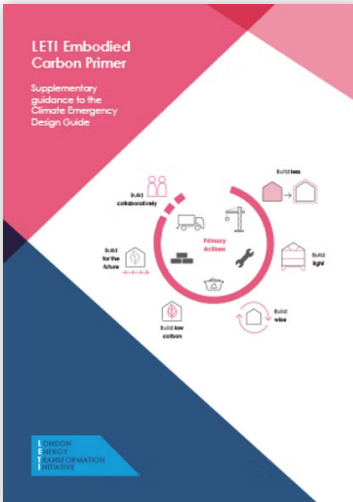 LETI Embodied
Carbon Primer
Supplementary
guidance to the
Climate Emergency
Design Guide
Build less
Build
collaboratively
Primary
Actions
Build
for the
future
Build
light
Build low
carbon
Build
wise
LONDON
ENERGY
TRANSFORMATION
INITIATIVE